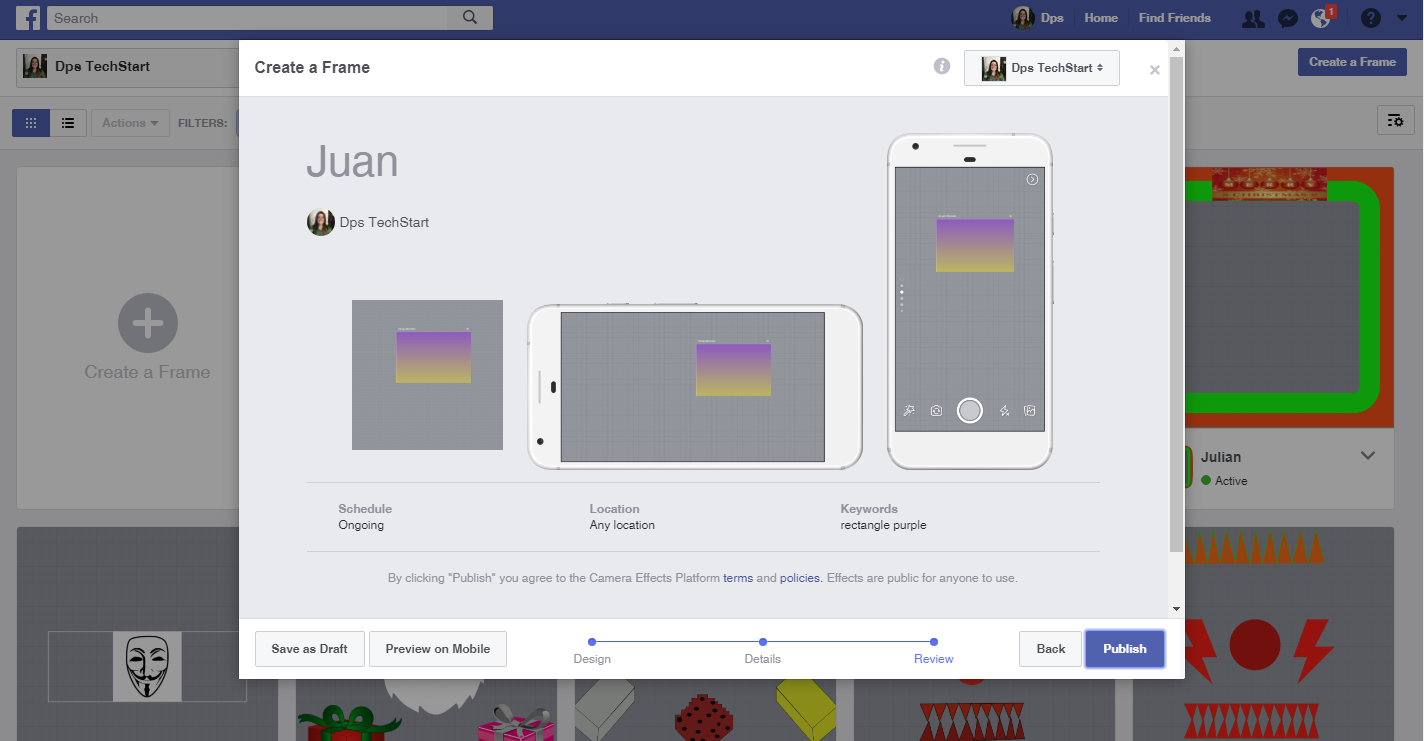 f
Search
Dps
Home
Find Friends
1
?
Dps TechStart
Create a Frame
i
Dps TechStart
×
Create a Frame
Actions
FILTERS:
Juan
Dps TechStart
CHRISTMAS
Create a Frame
Julian
Active
Schedule
Ongoing
Location
Any location
Keywords
rectangle purple
By clicking "Publish" you agree to the Camera Effects Platform terms and policies. Effects are public for anyone to use.
Save as Draft
Preview on Mobile
Design
Details
Review
Back
Publish